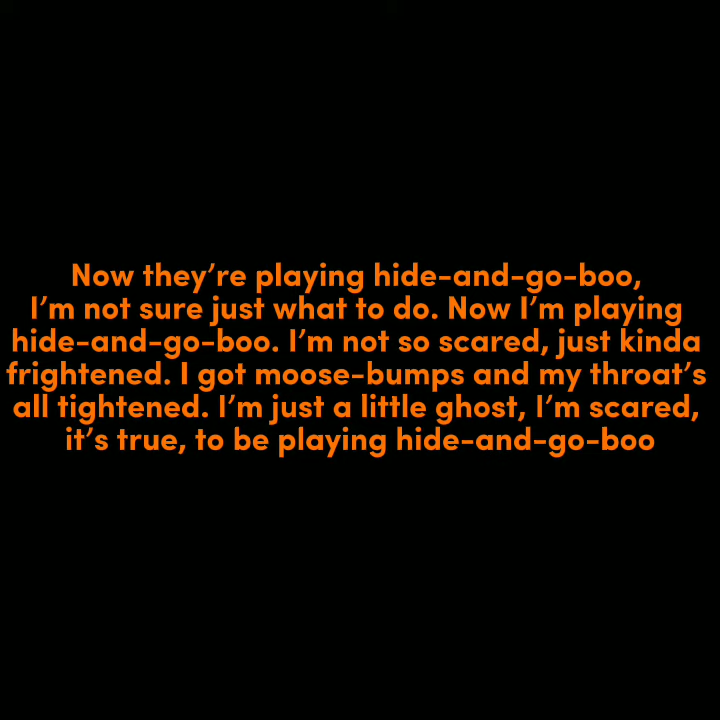 Now they’re playing hide-and-go-boo,
I’m not sure just what to do. Now I’m playing
hide-and-go-boo. I’m not so scared, just kinda
frightened. I got moose-bumps and my throat’s
all tightened. I’m just a little ghost, I’m scared,
it’s true, to be playing hide-and-go-boo